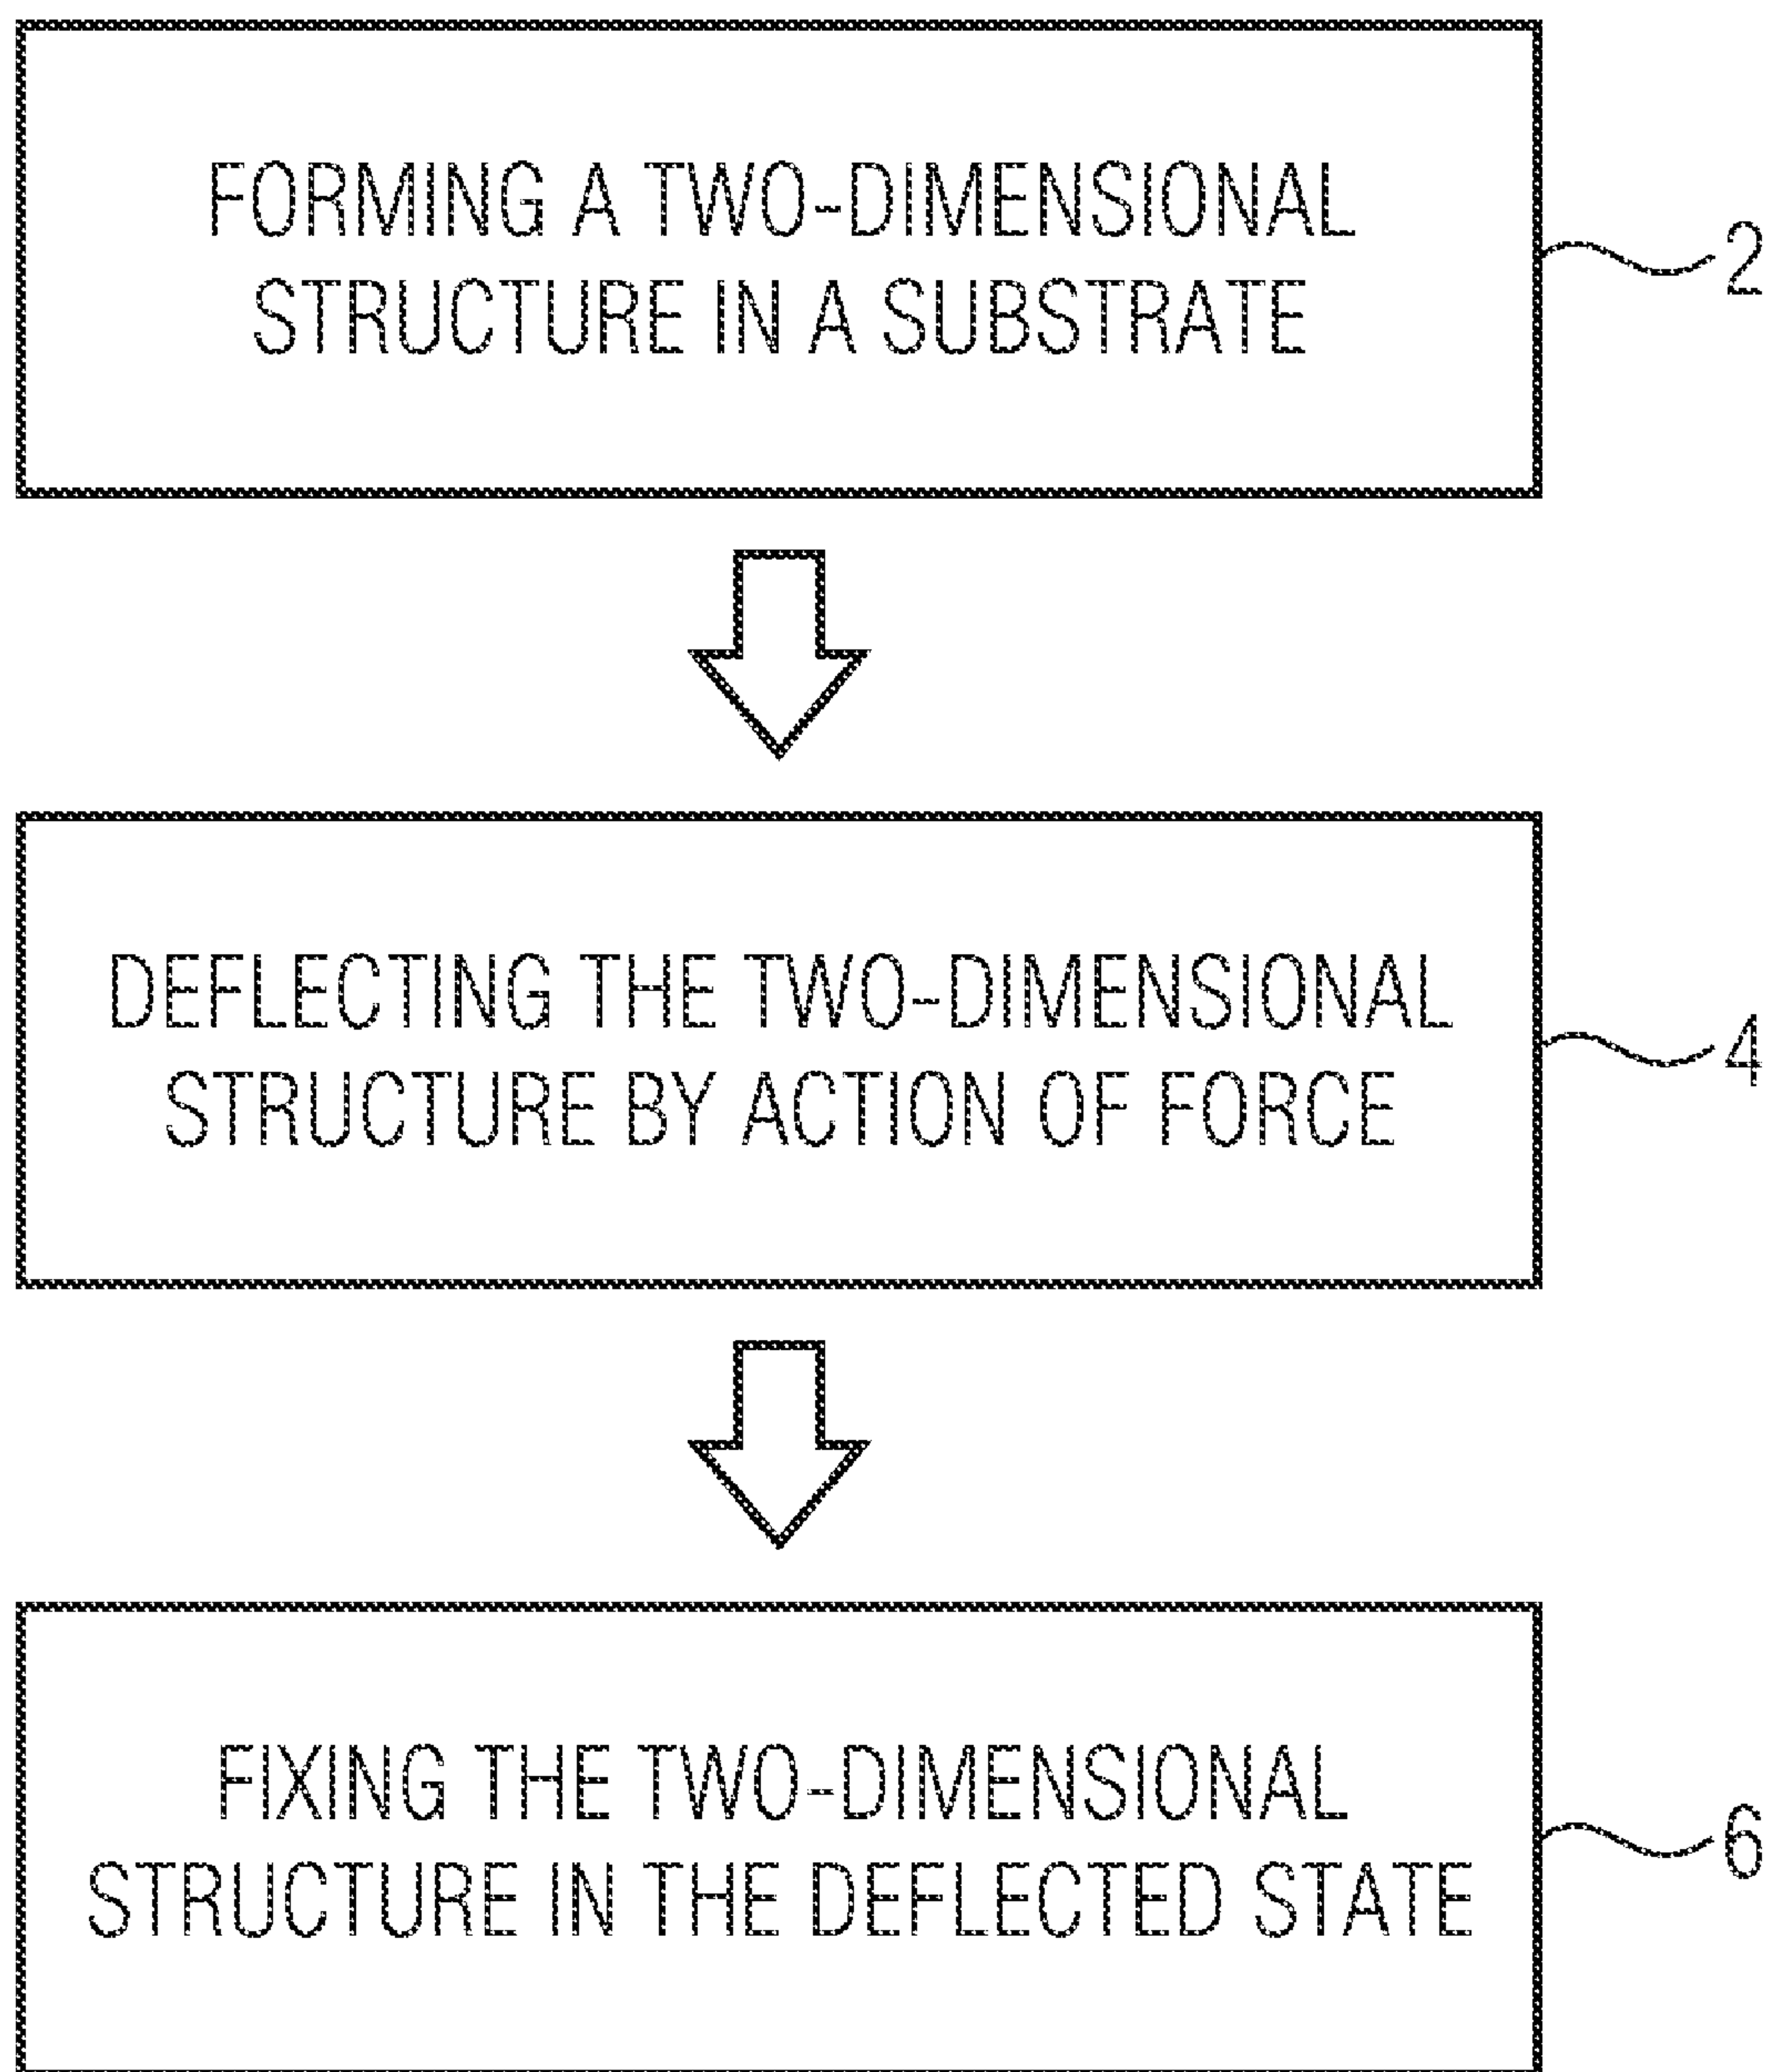 FORMING A TWO-DIMENSIONAL
STRUCTURE IN A SUBSTRATE
2
DEFLECTING THE TWO-DIMENSIONAL
STRUCTURE BY ACTION OF FORCE
4
FIXING THE TWO-DIMENSIONAL
STRUCTURE IN THE DEFLECTED STATE
6